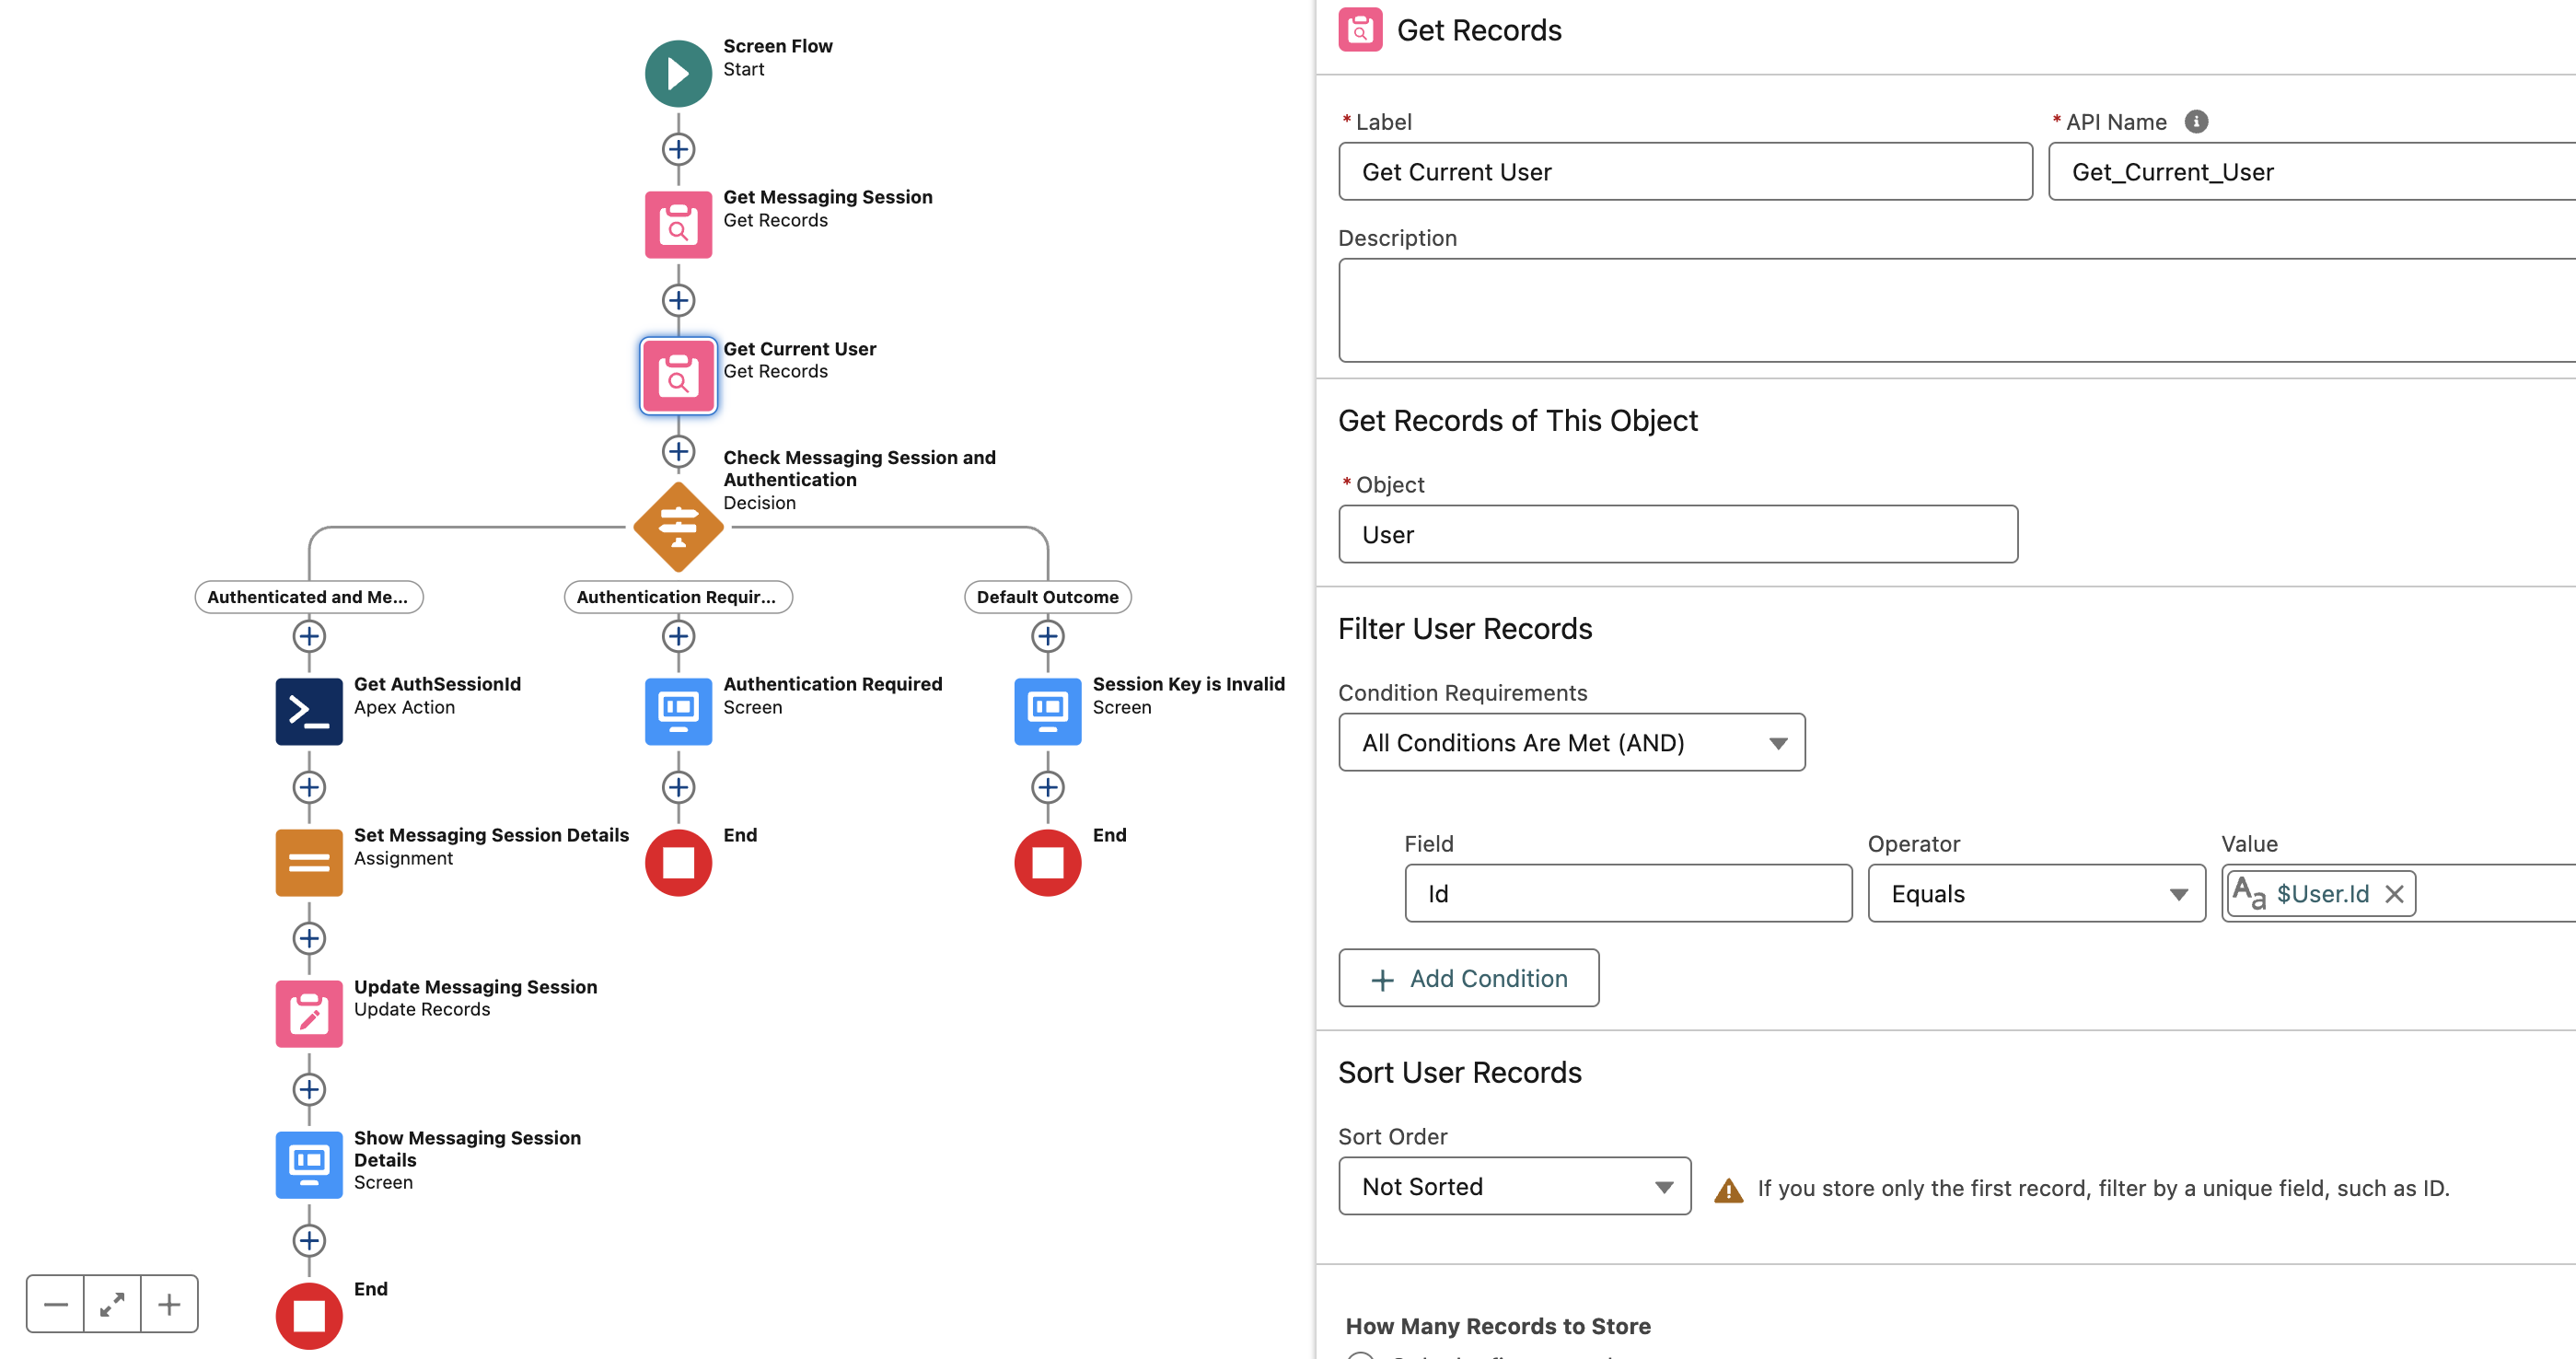 Screen Flow
Start
Get Messaging Session
Get Records
Get Current User
Get Records
Check Messaging Session and
Authentication
Decision
Authenticated and Me...
Authentication Requir...
Default Outcome
Get AuthSessionId
Apex Action
Authentication Required
Screen
Session Key is Invalid
Screen
Set Messaging Session Details
Assignment
End
End
Update Messaging Session
Update Records
Show Messaging Session
Details
Screen
End
Get Records
* Label
* API Name
Get Current User
Get_Current_User
Description
Get Records of This Object
* Object
User
Filter User Records
Condition Requirements
All Conditions Are Met (AND)
Field
Operator
Value
Id
Equals
Aa $User.Id
Add Condition
Sort User Records
Sort Order
Not Sorted
If you store only the first record, filter by a unique field, such as ID.
How Many Records to Store